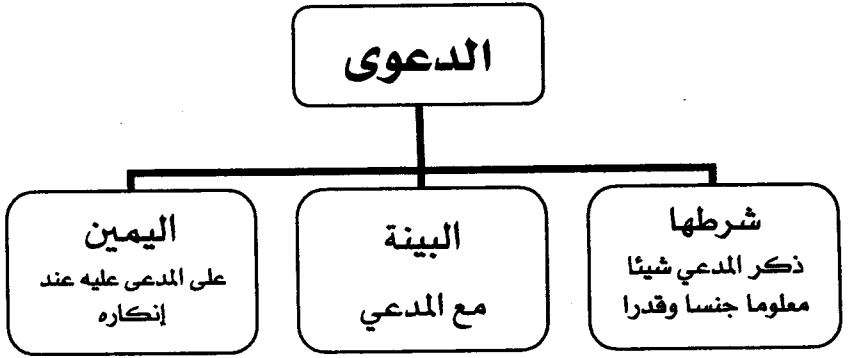 الدعوى
شرطها
ذكر المدعي شيئا
معلوما جنسا وقدرا
البينة
مع المدعي
اليمين
على المدعى عليه عند
إنكاره